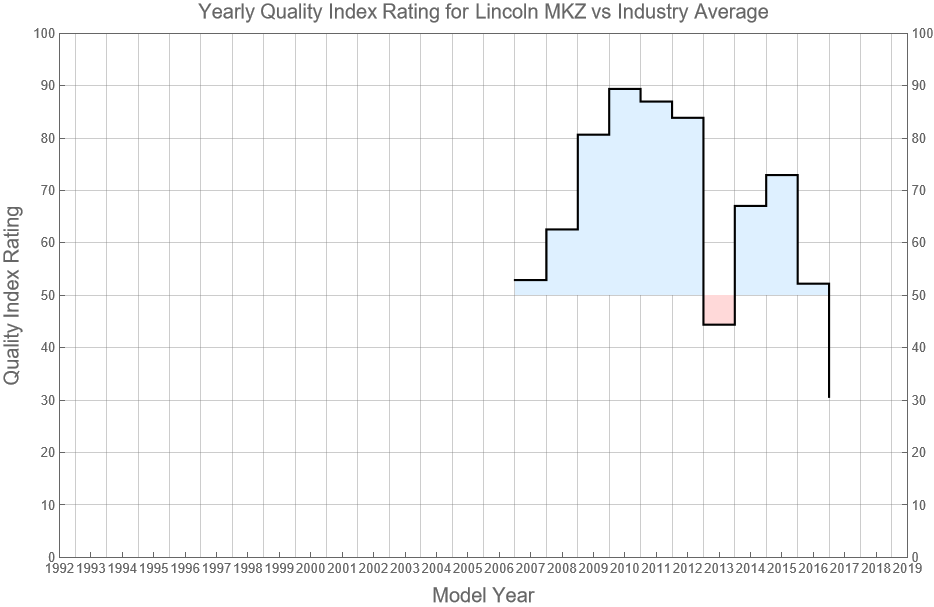 Yearly Quality Index Rating for Lincoln MKZ vs Industry Average
100 100
90 90
80 80
70 70
60 60
50 50
40 40
30 30
20 20
10 10
0 0
Quality Index Rating
1992 1993 1994 1995 1996 1997 1998 1999 2000 2001 2002 2003 2004 2005 2006 2007 2008 2009 2010 2011 2012 2013 2014 2015 2016 2017 2018 2019
Model Year